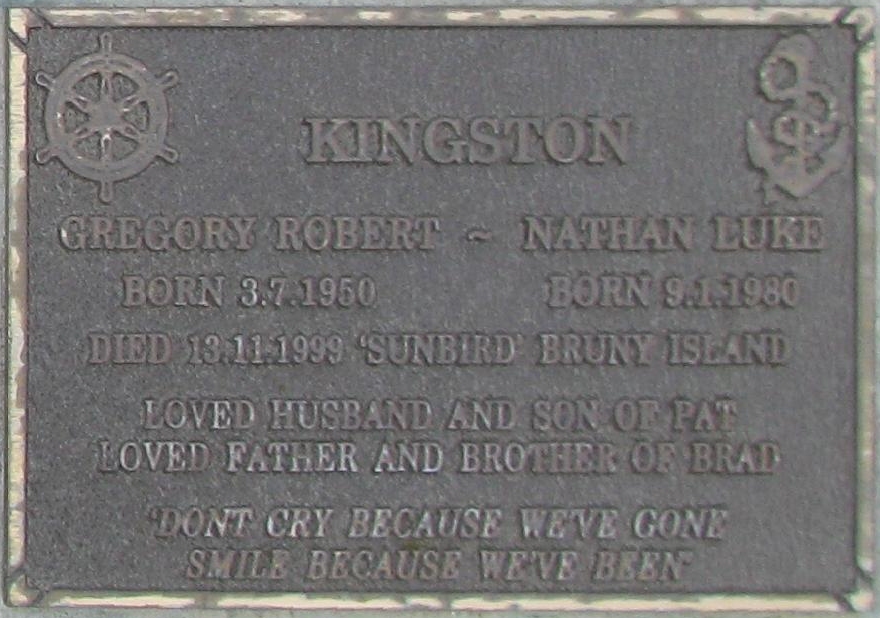 KINGSTON
GREGORY ROBERT ~ NATHAN LUKE
BORN 3.7.1950 BORN 9.1.1980
DIED 13.11.1999 'SUNBIRD' BRUNY ISLAND
LOVED HUSBAND AND SON OF PAT
LOVED FATHER AND BROTHER OF BRAD
'DONT CRY BECAUSE WE'VE GONE
SMILE BECAUSE WE'VE BEEN'